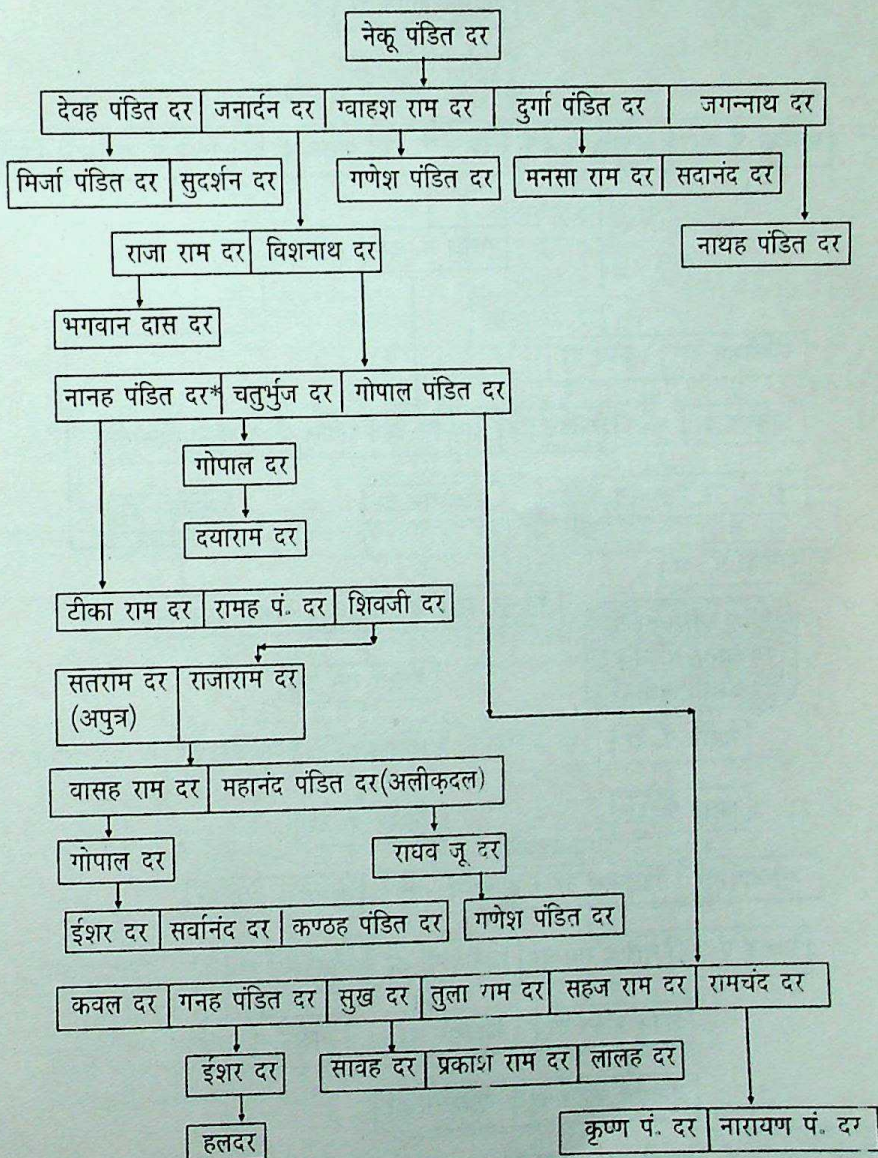 नेकू पंडित दर
देवह पंडित दर जनार्दन दर ग्वाहश राम दर दुर्गा पंडित दर जगन्नाथ दर
मिर्जा पंडित दर सुदर्शन दर गणेश पंडित दर मनसा राम दर सदानंद दर
राजा राम दर विशनाथ दर नाथह पंडित दर
भगवान दास दर
नानह पंडित दर* चतुर्भुज दर गोपाल पंडित दर
गोपाल दर
दयाराम दर
टीका राम दर रामह पं. दर शिवजी दर
सतराम दर राजाराम दर
(अपुत्र)
वासह राम दर महानंद पंडित दर(अलीक़दल)
गोपाल दर राघव जू दर
ईशर दर सर्वानंद दर कण्ठह पंडित दर गणेश पंडित दर
कवल दर गनह पंडित दर सुख दर तुला गम दर सहज राम दर रामचंद दर
ईशर दर सावह दर प्रकाश राम दर लालह दर
हलदर कृष्ण पं. दर नारायण पं. दर